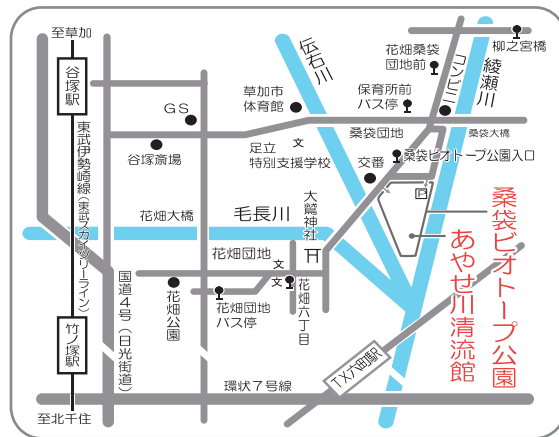 至草加
谷塚駅
東武伊勢崎線(東武スカイツリーライン)
竹ノ塚駅
至北千住
国道4号(日光街道)
GS
谷塚斎場
花畑大橋
毛長川
花畑団地
文
文
花畑公園
花畑団地
バス停
花畑六丁目
大鷲神社
環状7号線
草加市
体育館
伝右川
足立
特別支援学校
文
花畑桑袋
団地前
保育所前
バス停
コンビニ
綾瀬川
柳之宮橋
桑袋団地
桑袋大橋
交番
桑袋ビオトープ公園入口
P
TX六町駅
桑袋ビオトープ公園
あやせ川清流館